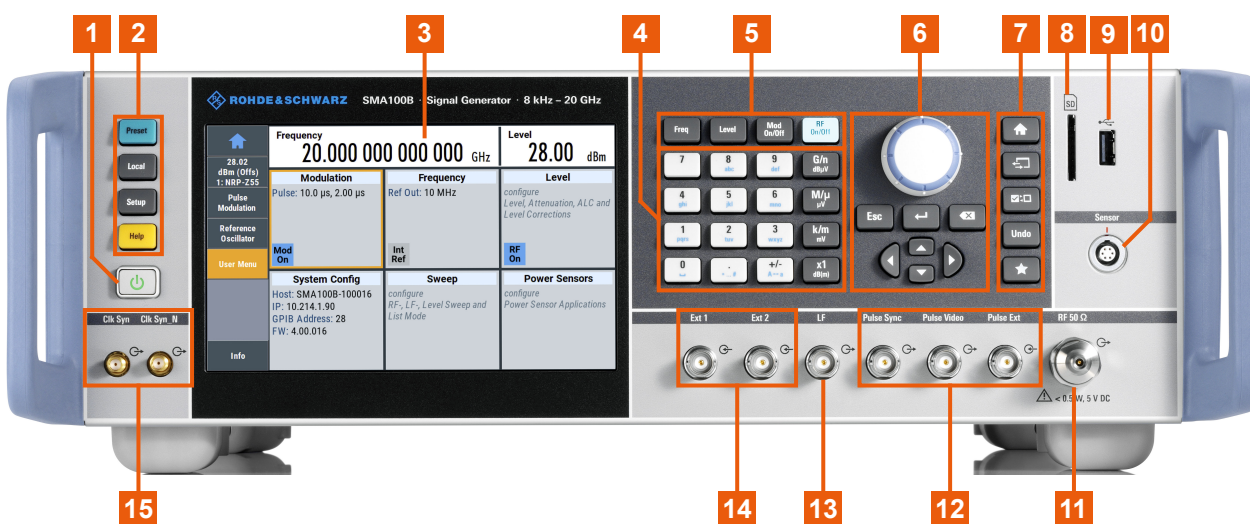 1
2
3
4
5
6
7
8
9
10
ROHDE&SCHWARZ SMA100B · Signal Generator · 8 kHz – 20 GHz
Preset
Local
Setup
Help
28.02
dBm (Offs)
1: NRP-Z55
Pulse
Modulation
Reference
Oscillator
User Menu
Info
Frequency
20.000 000 000 000 GHz
Level
28.00 dBm
Modulation
Pulse: 10.0 µs, 2.00 µs
Mod
On
Frequency
Ref Out: 10 MHz
Int
Ref
Level
configure
Level, Attenuation, ALC and
Level Corrections
RF
On
System Config
Host: SMA100B-100016
IP: 10.214.1.90
GPIB Address: 28
FW: 4.00.016
Sweep
configure
RF-, LF-, Level Sweep and
List Mode
Power Sensors
configure
Power Sensor Applications
Freq
Level
Mod
On/Off
RF
On/Off
7
8
abc
9
def
G/n
dBµV
4
ghi
5
jkl
6
mno
M/µ
µV
1
pqrs
2
tuv
3
wxyz
k/m
mV
0
.
+/-
x1
dB(m)
Esc
Undo
SD
Sensor
Clk Syn
Clk Syn_N
Ext 1
Ext 2
LF
Pulse Sync
Pulse Video
Pulse Ext
RF 50 Ω
< 0.5 W, 5 V DC
15
14
13
12
11